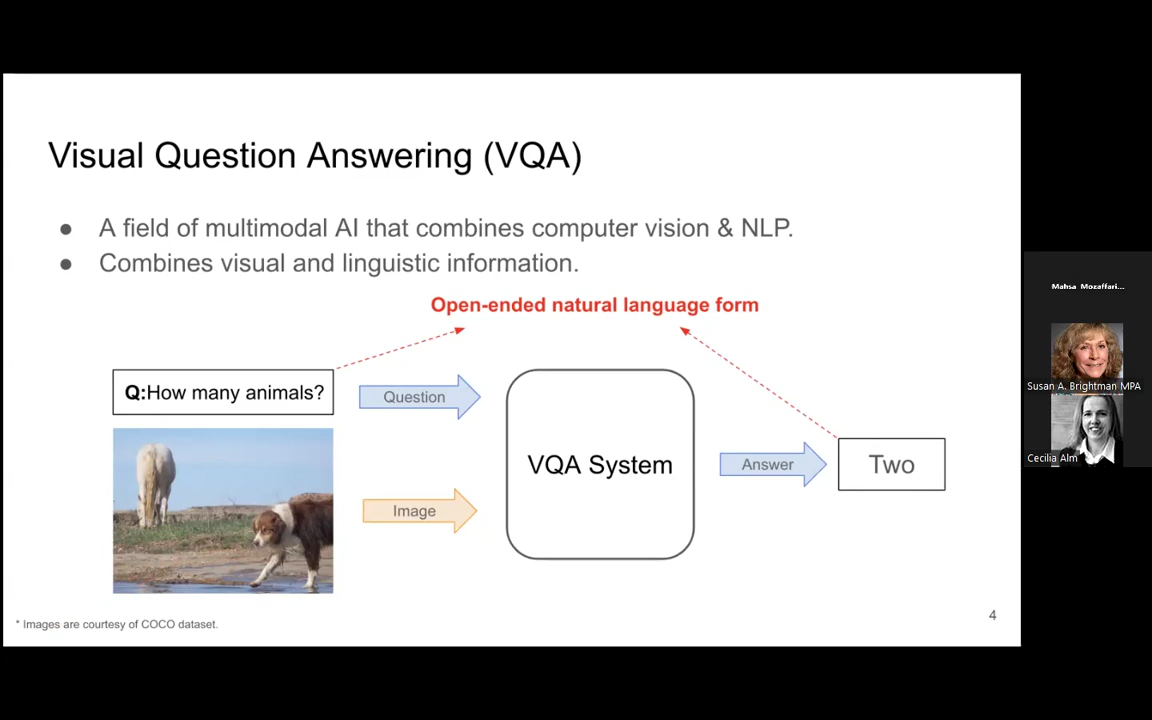 Visual Question Answering (VQA)
● A field of multimodal AI that combines computer vision & NLP.
● Combines visual and linguistic information.
Open-ended natural language form
Q:How many animals?
Question
Image
VQA System
Answer
Two
* Images are courtesy of COCO dataset.
4
Mahsa Mozaffari...
Susan A. Brightman MPA
Cecilia Alm